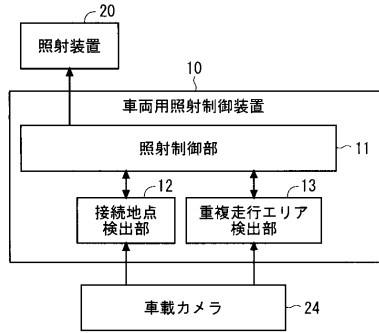 20
照射装置
10
車両用照射制御装置
照射制御部
11
12
13
接続地点
検出部
重複走行エリア
検出部
車載カメラ
24